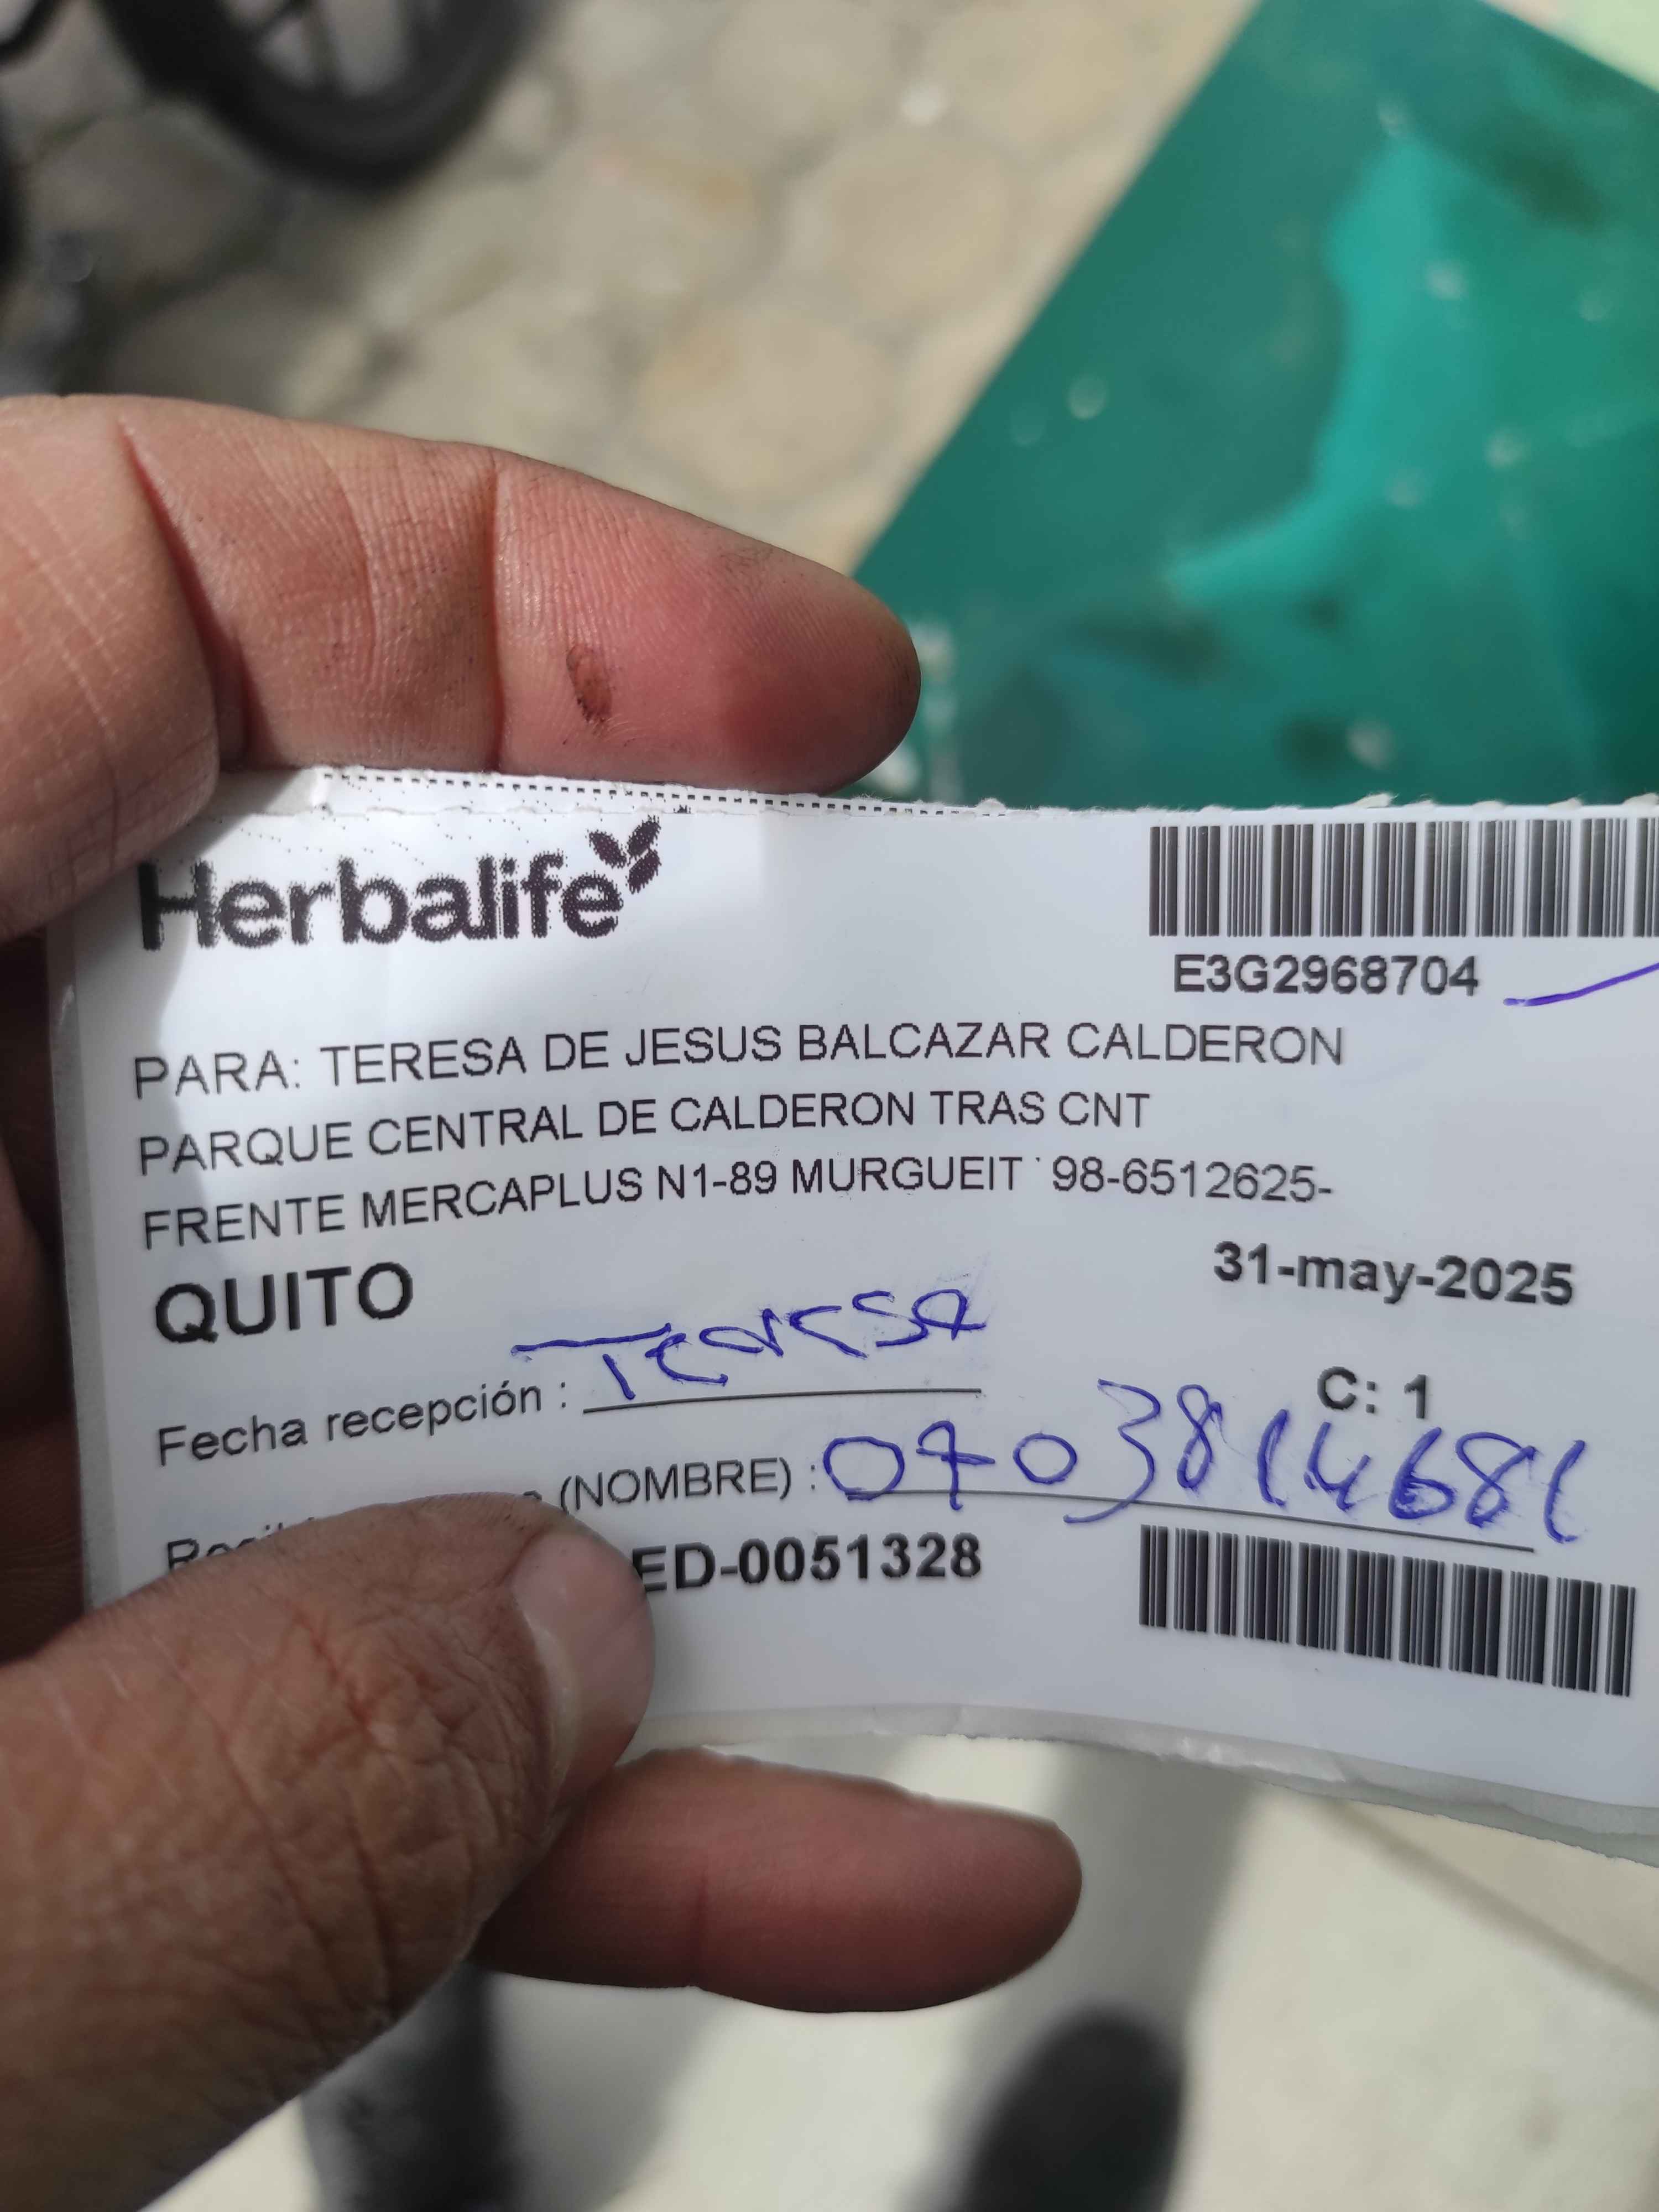 Herbalife
E3G2968704
PARA: TERESA DE JESUS BALCAZAR CALDERON
PARQUE CENTRAL DE CALDERON TRAS CNT
FRENTE MERCAPLUS N1-89 MURGUEIT ' 98-6512625-
31-may-2025
QUITO
Fecha recepción : Teresa
C: 1
(NOMBRE) : 0703814681
ED-0051328